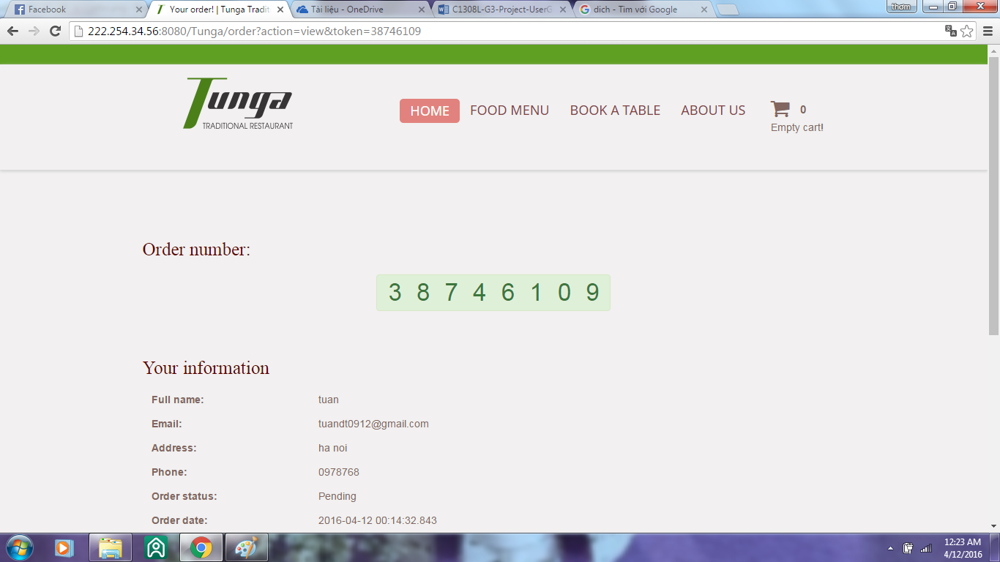 Facebook
Your order! | Tunga Tradit
Tài liệu - OneDrive
C1308L-G3-Project-UserG
dich - Tìm với Google
thom
222.254.34.56:8080/Tunga/order?action=view&token=38746109
Tunga
TRADITIONAL RESTAURANT
HOME
FOOD MENU
BOOK A TABLE
ABOUT US
0
Empty cart!
Order number:
3 8 7 4 6 1 0 9
Your information
Full name: tuan
Email: tuandt0912@gmail.com
Address: ha noi
Phone: 0978768
Order status: Pending
Order date: 2016-04-12 00:14:32.843
12:23 AM
4/12/2016